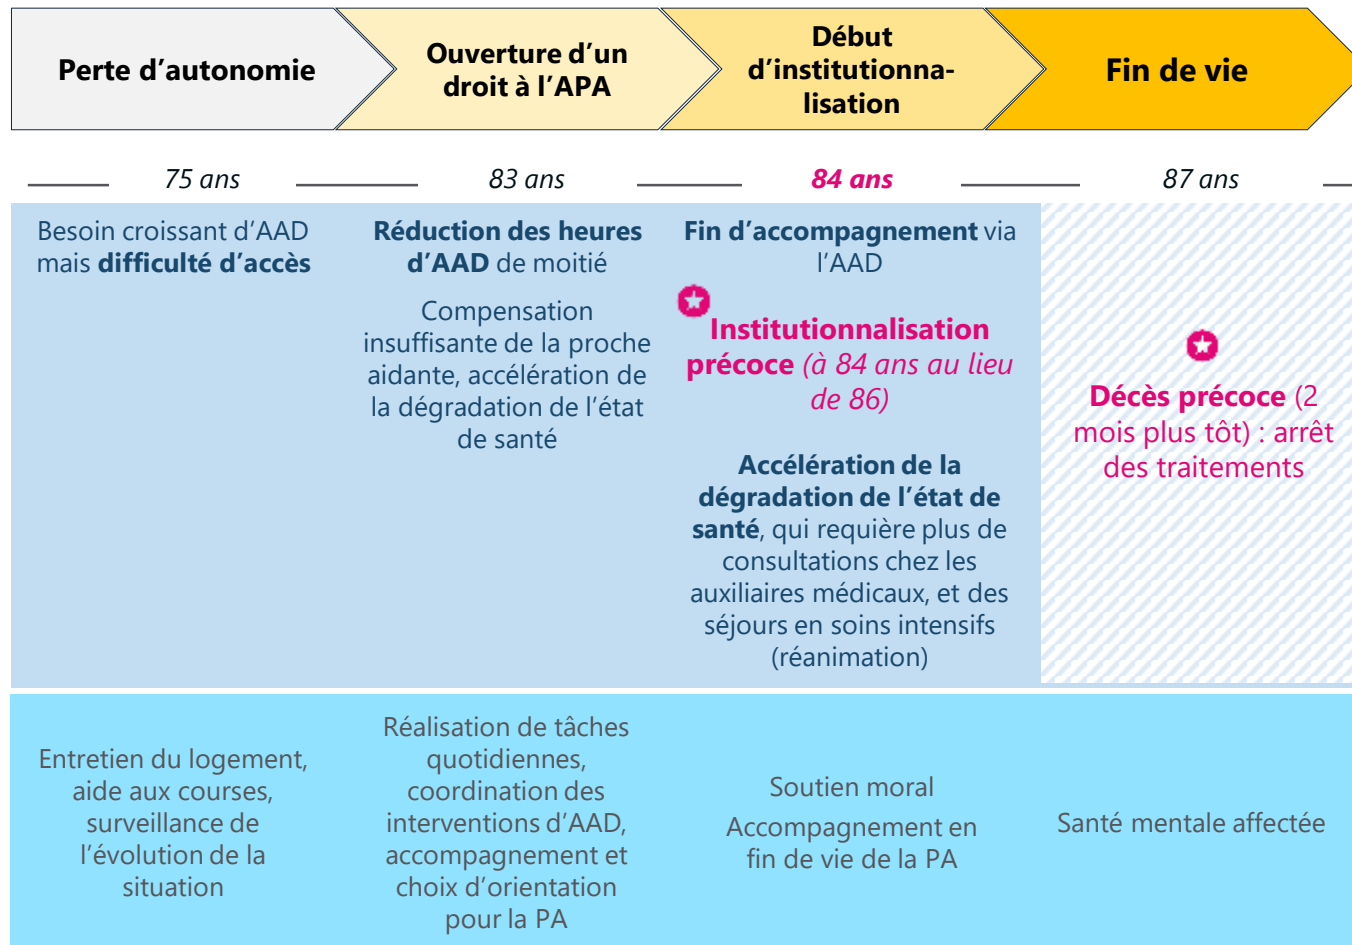 Perte d’autonomie
Ouverture d’un
droit à l’APA
Début
d’institutionna-
lisation
Fin de vie
75 ans
83 ans
84 ans
87 ans
Besoin croissant d’AAD
mais difficulté d’accès
Réduction des heures
d’AAD de moitié
Compensation
insuffisante de la proche
aidante, accélération de
la dégradation de l’état
de santé
Fin d’accompagnement via
l’AAD
Institutionnalisation
précoce (à 84 ans au lieu
de 86)
Accélération de la
dégradation de l’état de
santé, qui requière plus de
consultations chez les
auxiliaires médicaux, et des
séjours en soins intensifs
(réanimation)
Décès précoce (2
mois plus tôt) : arrêt
des traitements
Entretien du logement,
aide aux courses,
surveillance de
l’évolution de la
situation
Réalisation de tâches
quotidiennes,
coordination des
interventions d’AAD,
accompagnement et
choix d’orientation
pour la PA
Soutien moral
Accompagnement en
fin de vie de la PA
Santé mentale affectée